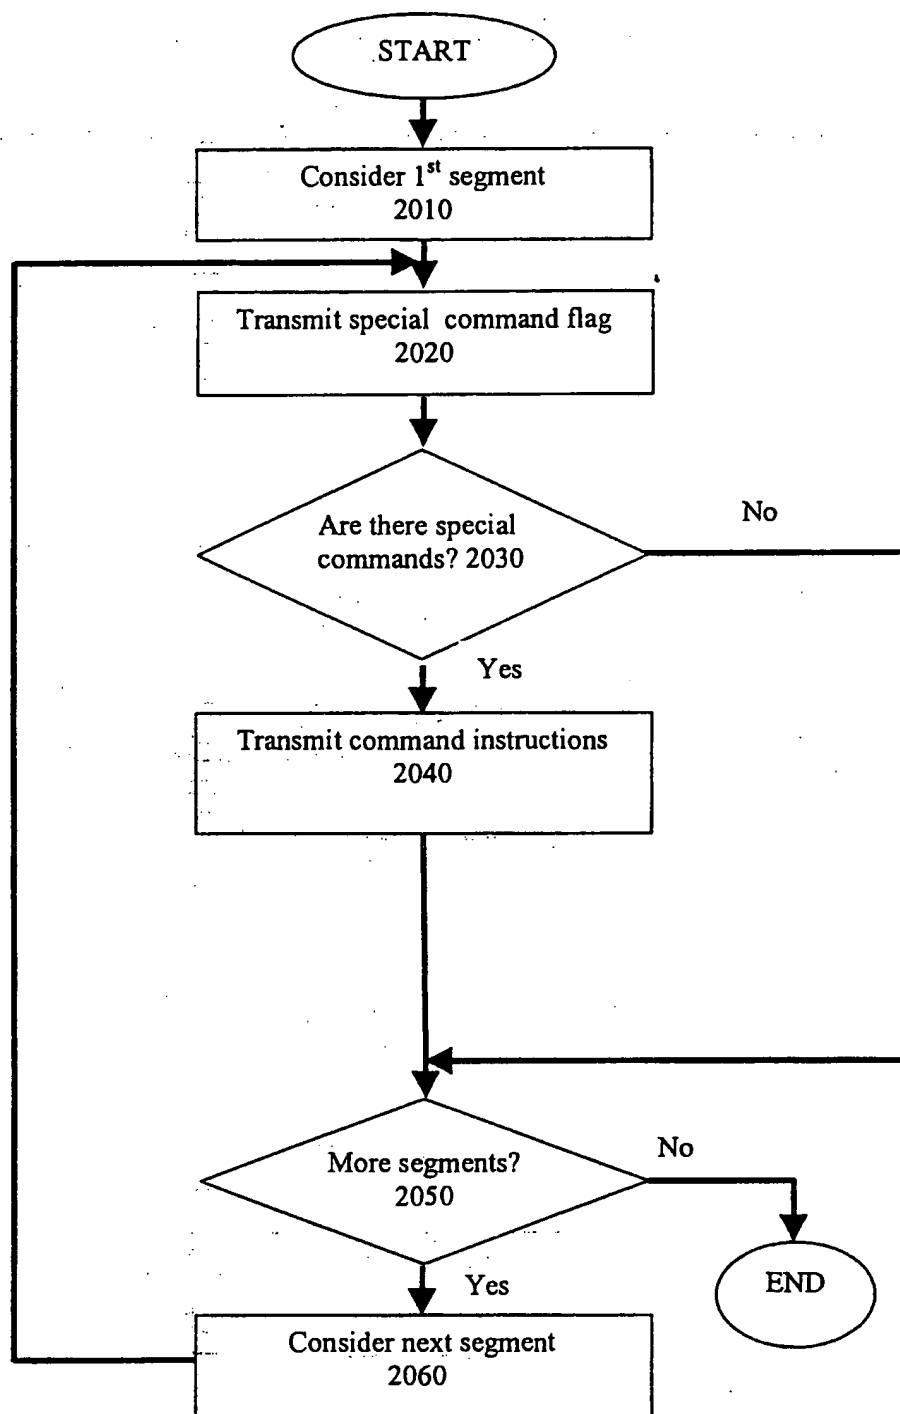 START
Consider 1st segment
2010
Transmit special command flag
2020
Are there special
commands? 2030
No
Yes
Transmit command instructions
2040
More segments?
2050
No
Yes
END
Consider next segment
2060